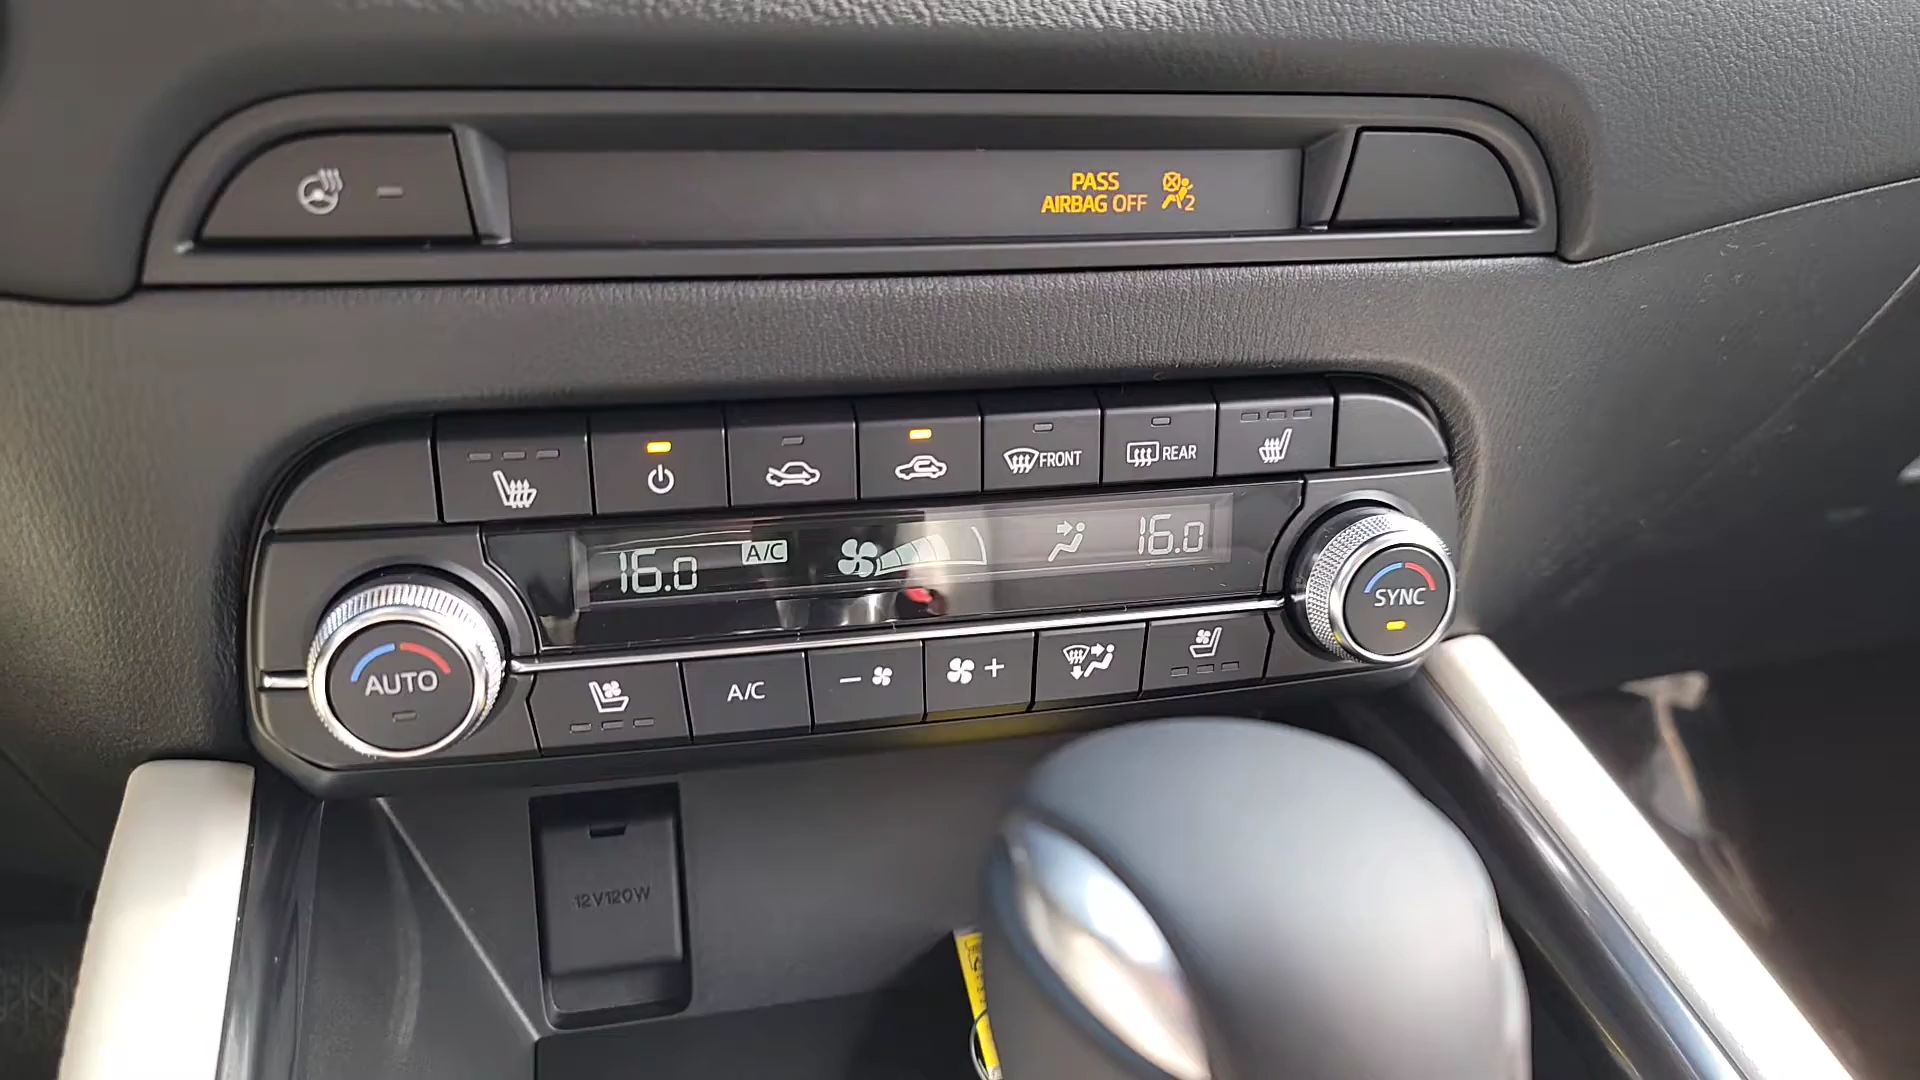 PASS
AIRBAG OFF
2
FRONT
REAR
16.0
A/C
16.0
AUTO
SYNC
A/C
-
+
12V120W